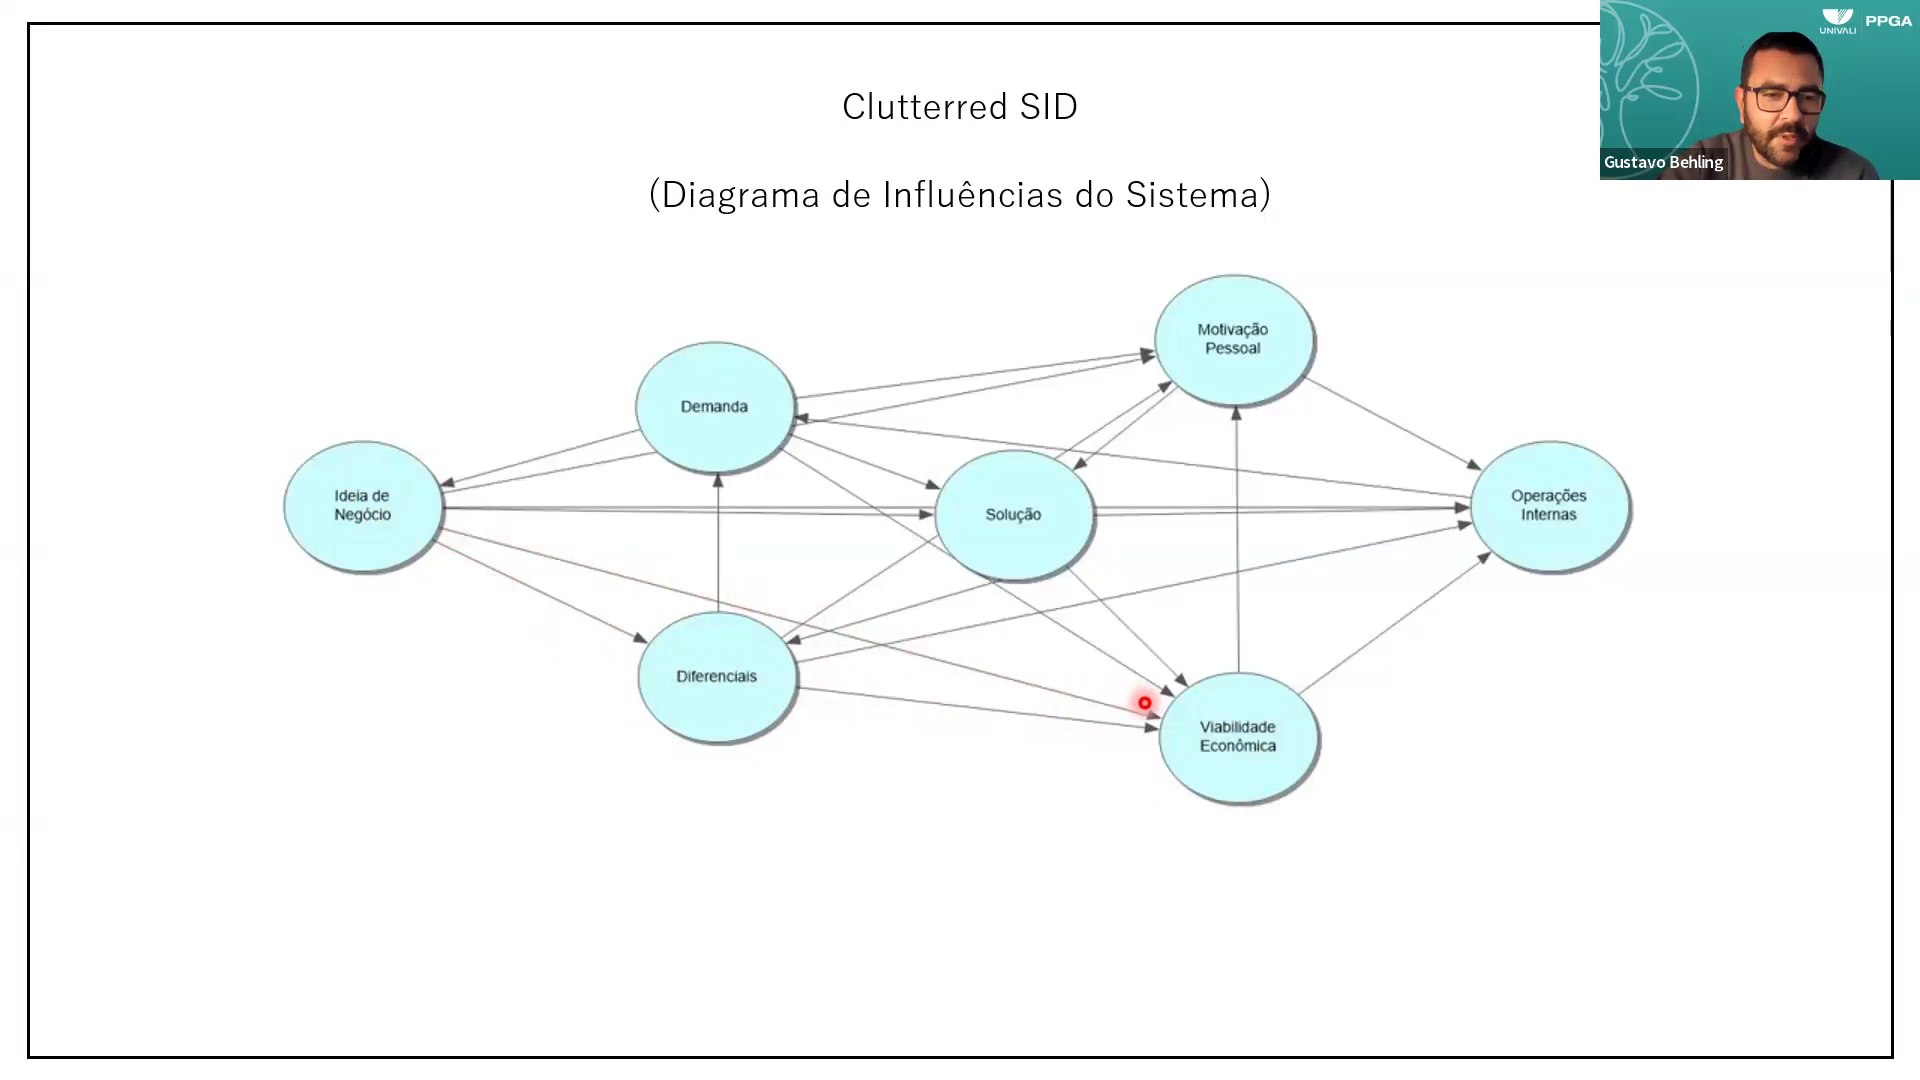 UNIVALI
PPGA
Gustavo Behling
Clutterred SID
(Diagrama de Influências do Sistema)
Motivação
Pessoal
Demanda
Ideia de
Negócio
Solução
Operações
Internas
Diferenciais
Viabilidade
Econômica